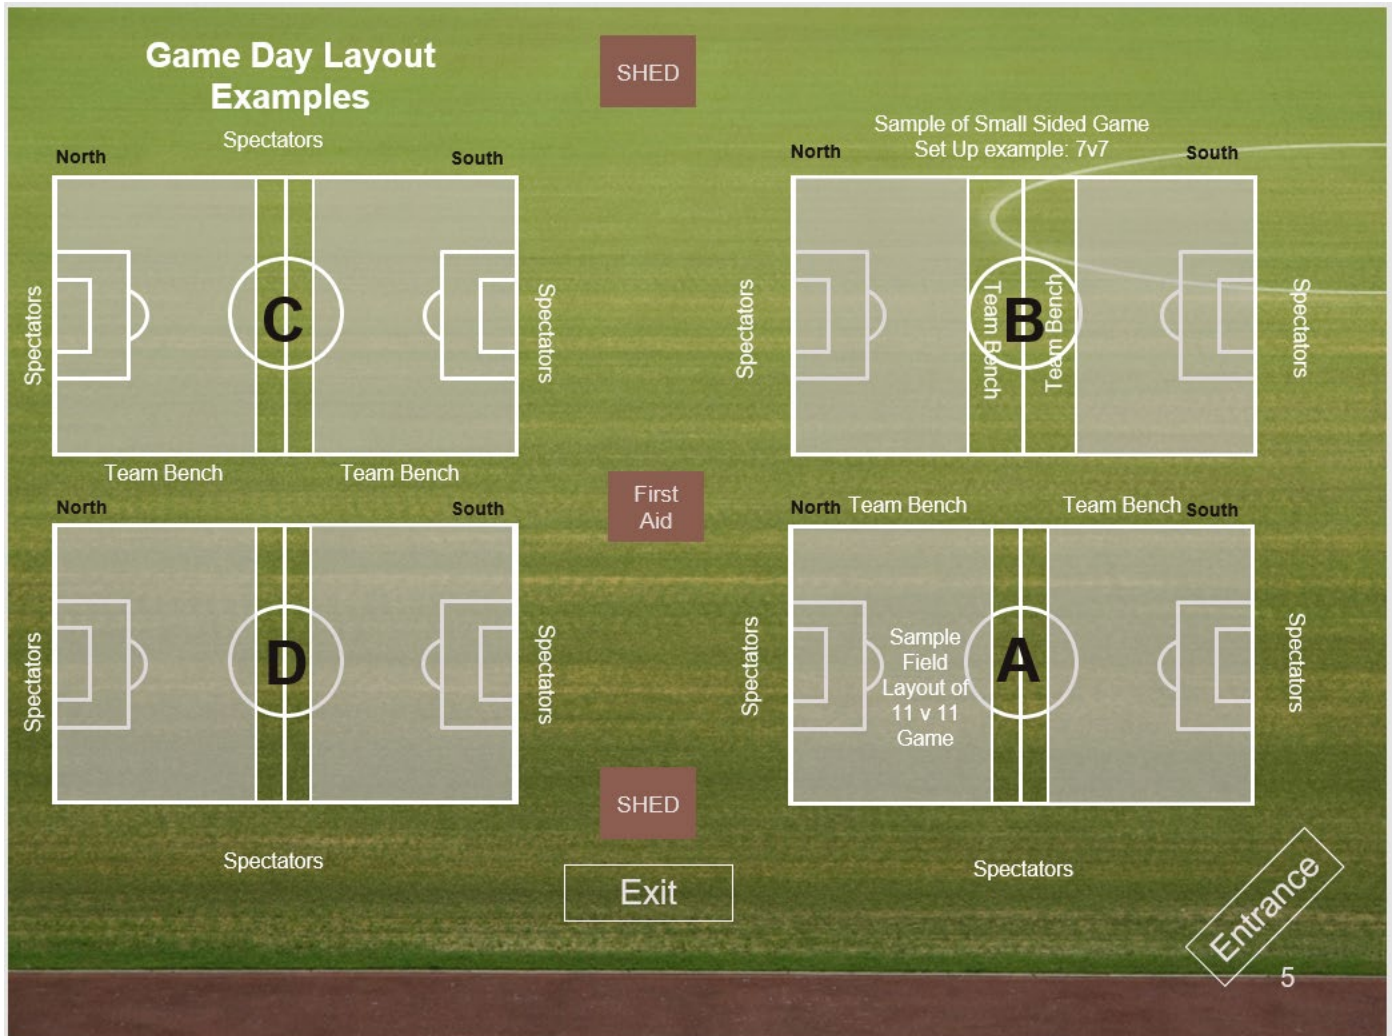 Game Day Layout
Examples
SHED
Spectators
North
South
Spectators
C
Spectators
Team Bench
Team Bench
Sample of Small Sided Game
Set Up example: 7v7
North
South
Spectators
Team Bench
B
Team Bench
Spectators
First
Aid
North
South
Spectators
D
Spectators
Spectators
North
Team Bench
Team Bench
South
Spectators
Sample
Field
Layout of
11 v 11
Game
A
Spectators
Spectators
SHED
Exit
Entrance
5